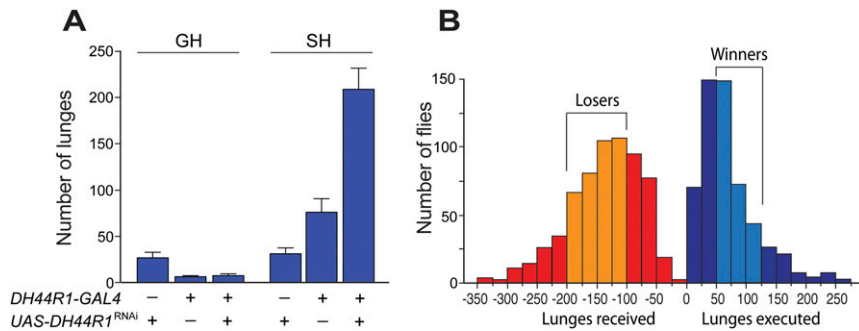 A
GH SH
Number of lunges
250
200
150
100
50
0
DH44R1-GAL4 – + + – + +
UAS-DH44R1RNAi + – + + – +
B
Winners
Losers
Number of flies
150
100
50
0
-350 -300 -250 -200 -150 -100 -50 0 50 100 150 200 250
Lunges received Lunges executed